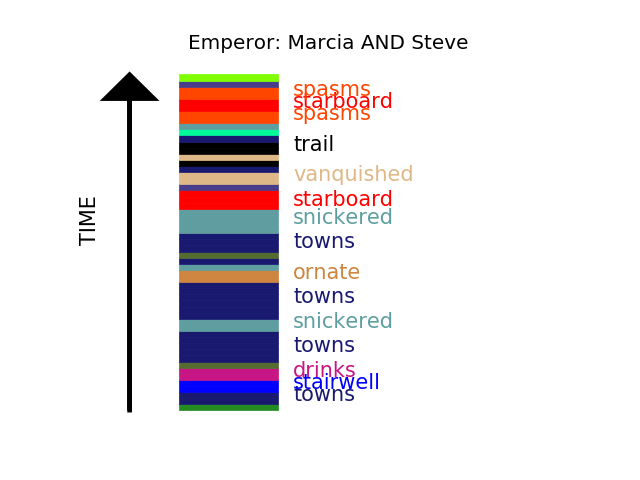 Emperor: Marcia AND Steve
spasms
starboard
spasms
trail
vanquished
starboard
snickered
towns
ornate
towns
snickered
towns
drinks
stairwell
towns
TIME